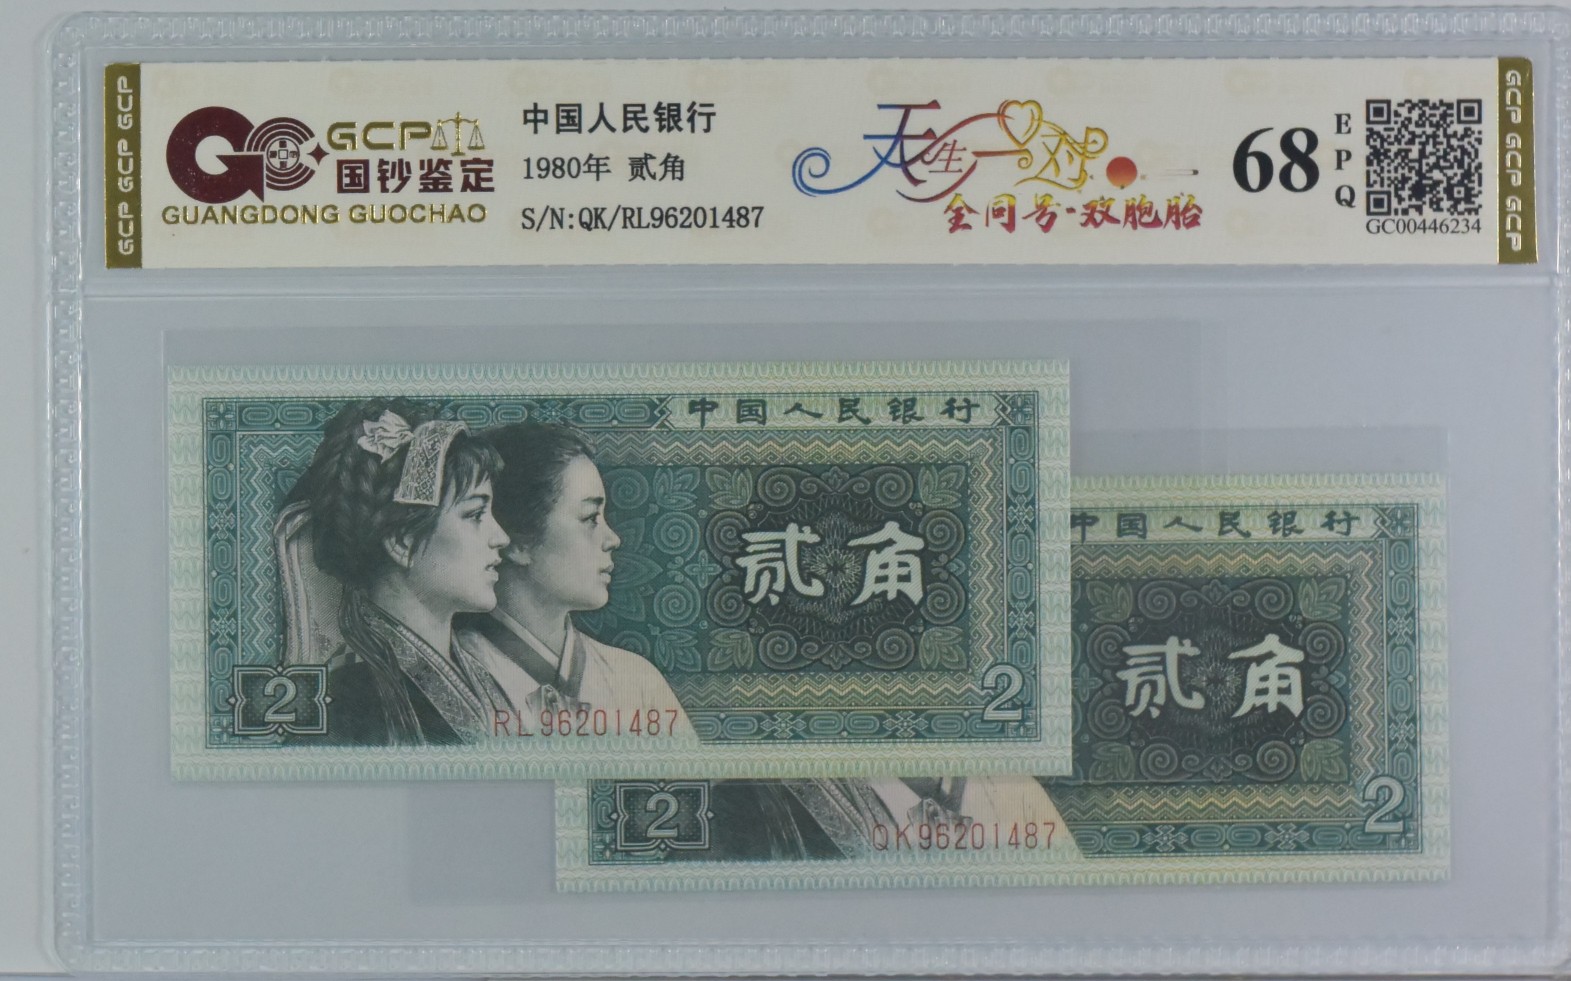 GCP GCP GCP
GCP
国钞鉴定
GUANGDONG GUOCHAO
中国人民银行
1980年 贰角
S/N:QK/RL96201487
天生一对
全同号·双胞胎
68
EPQ
GC00446234
GCP GCP GCP
中国人民银行
贰角
2
2
RL96201487
中国人民银行
贰角
2
2
QK96201487